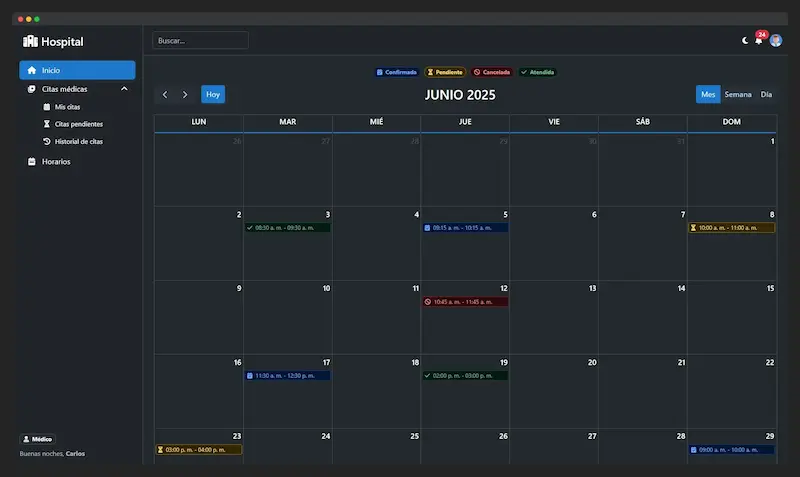 Hospital
Buscar...
24
Inicio
Citas médicas
Mis citas
Citas pendientes
Historial de citas
Horarios
Confirmada Pendiente Cancelada Atendida
Hoy
JUNIO 2025
Mes Semana Día
LUN MAR MIÉ JUE VIE SÁB DOM
26 27 28 29 30 31 1
2 3 4 5 6 7 8
08:30 a. m. - 09:30 a. m. 09:15 a. m. - 10:15 a. m. 10:00 a. m. - 11:00 a. m.
9 10 11 12 13 14 15
10:45 a. m. - 11:45 a. m.
16 17 18 19 20 21 22
11:30 a. m. - 12:30 p. m. 02:00 p. m. - 03:00 p. m.
23 24 25 26 27 28 29
03:00 p. m. - 04:00 p. m. 09:00 a. m. - 10:00 a. m.
Médico
Buenas noches, Carlos